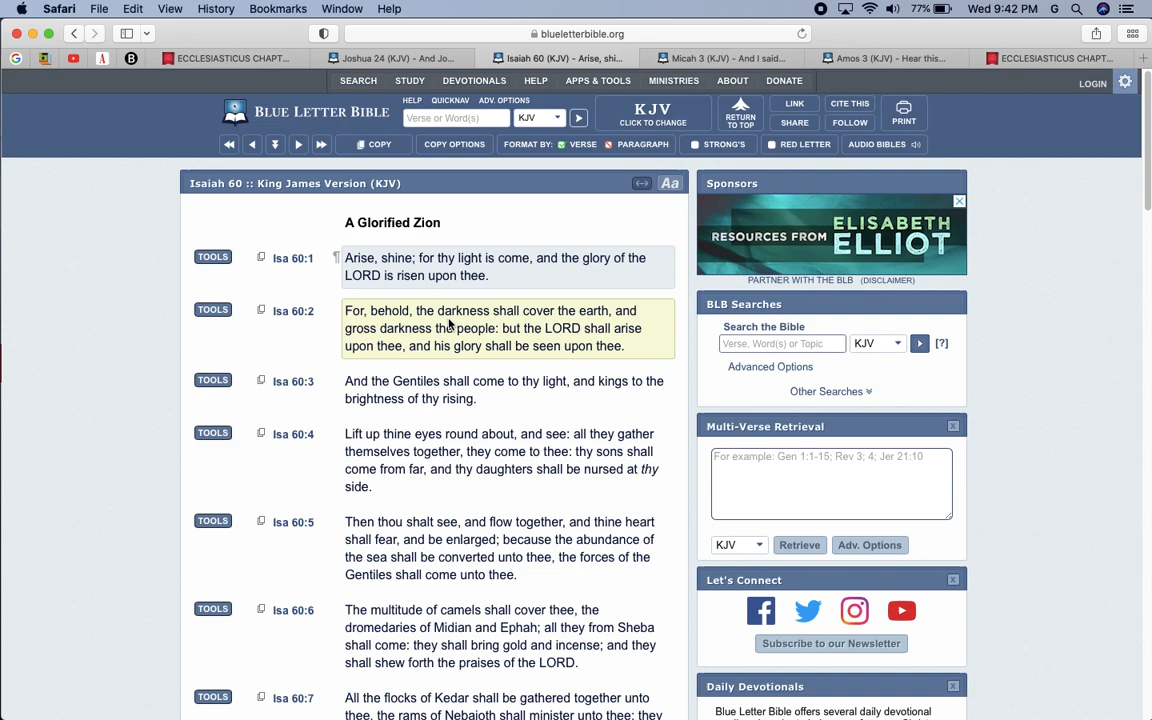 Safari File Edit View History Bookmarks Window Help 77% Wed 9:42 PM G
blueletterbible.org
G A B ECCLESIASTICUS CHAPT... Joshua 24 (KJV) - And Jo... Isaiah 60 (KJV) - Arise, shi... Micah 3 (KJV) - And I said... Amos 3 (KJV) - Hear this... ECCLESIASTICUS CHAPT...
SEARCH STUDY DEVOTIONALS HELP APPS & TOOLS MINISTRIES ABOUT DONATE LOGIN
BLUE LETTER BIBLE
HELP QUICKNAV ADV. OPTIONS
Verse or Word(s) KJV
KJV
CLICK TO CHANGE
RETURN
TO TOP
LINK CITE THIS
SHARE FOLLOW
PRINT
COPY COPY OPTIONS FORMAT BY: VERSE PARAGRAPH STRONG'S RED LETTER AUDIO BIBLES
Isaiah 60 :: King James Version (KJV) Aa
A Glorified Zion
TOOLS Isa 60:1 ¶ Arise, shine; for thy light is come, and the glory of the
LORD is risen upon thee.
TOOLS Isa 60:2 For, behold, the darkness shall cover the earth, and
gross darkness the people: but the LORD shall arise
upon thee, and his glory shall be seen upon thee.
TOOLS Isa 60:3 And the Gentiles shall come to thy light, and kings to the
brightness of thy rising.
TOOLS Isa 60:4 Lift up thine eyes round about, and see: all they gather
themselves together, they come to thee: thy sons shall
come from far, and thy daughters shall be nursed at thy
side.
TOOLS Isa 60:5 Then thou shalt see, and flow together, and thine heart
shall fear, and be enlarged; because the abundance of
the sea shall be converted unto thee, the forces of the
Gentiles shall come unto thee.
TOOLS Isa 60:6 The multitude of camels shall cover thee, the
dromedaries of Midian and Ephah; all they from Sheba
shall come: they shall bring gold and incense; and they
shall shew forth the praises of the LORD.
TOOLS Isa 60:7 All the flocks of Kedar shall be gathered together unto
thee, the rams of Nebaioth shall minister unto thee: they
Sponsors
RESOURCES FROM ELISABETH
ELLIOT
PARTNER WITH THE BLB (DISCLAIMER)
BLB Searches
Search the Bible
Verse, Word(s) or Topic KJV [?]
Advanced Options
Other Searches
Multi-Verse Retrieval x
For example: Gen 1:1-15; Rev 3; 4; Jer 21:10
KJV Retrieve Adv. Options
Let's Connect x
Subscribe to our Newsletter
Daily Devotionals x
Blue Letter Bible offers several daily devotional